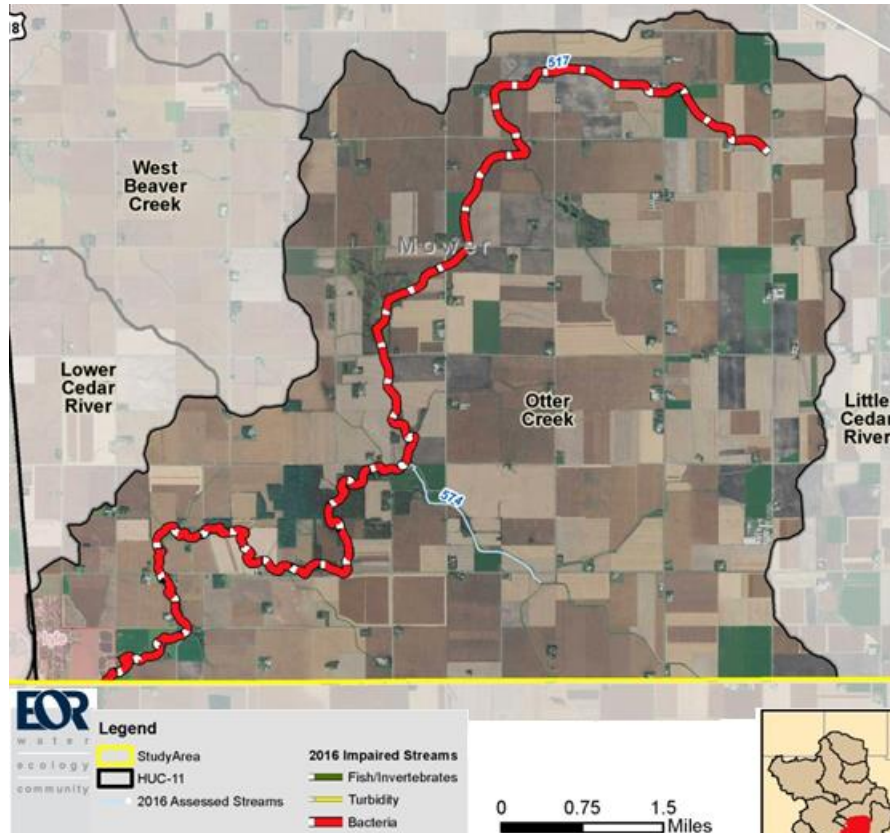 8
517
West
Beaver
Creek
Mower
Lower
Cedar
River
Otter
Creek
Little
Cedar
River
574
EOR
water
ecology
community
Legend
StudyArea
HUC-11
2016 Assessed Streams
2016 Impaired Streams
Fish/Invertebrates
Turbidity
Bacteria
0 0.75 1.5
Miles